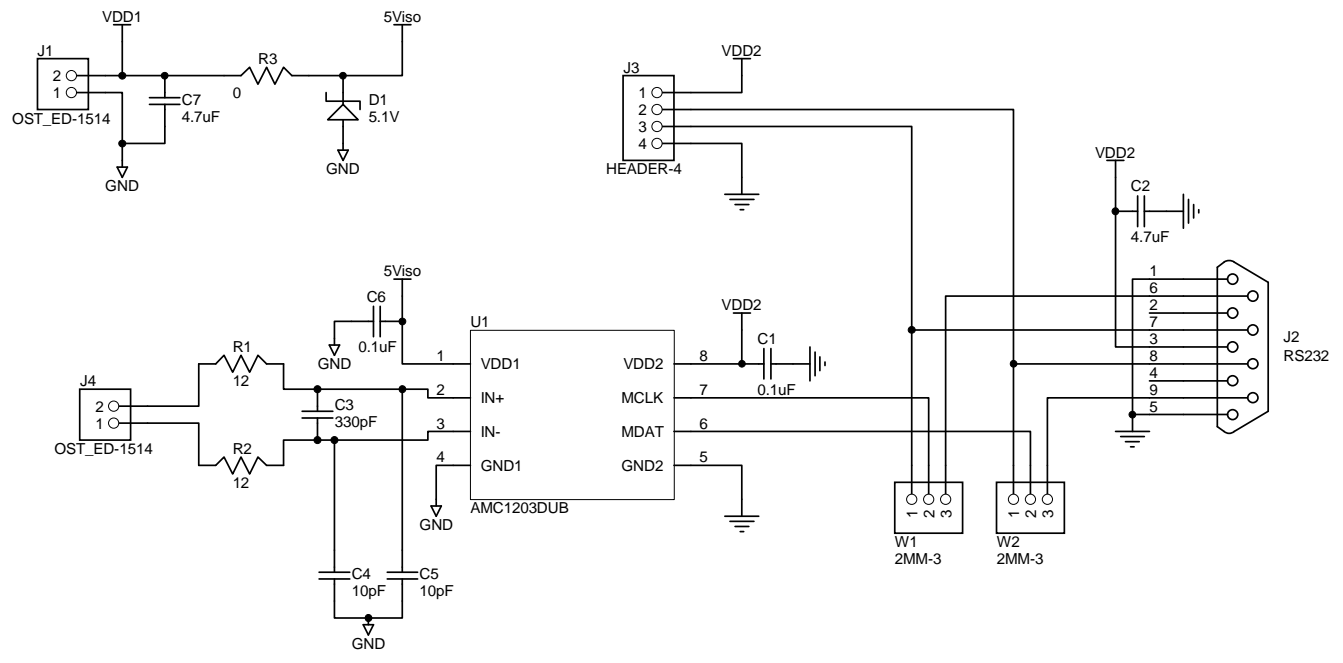 VDD1
5Viso
J1
R3
2
1
C7
4.7uF
0
D1
5.1V
OST_ED-1514
GND
GND
VDD2
J3
1
2
3
4
HEADER-4
VDD2
C2
4.7uF
5Viso
C6
0.1uF
GND
U1
1
VDD1
2
IN+
3
IN-
4
GND1
VDD2
8
MCLK
7
MDAT
6
GND2
5
AMC1203DUB
GND
VDD2
C1
0.1uF
R1
12
J4
2
1
OST_ED-1514
C3
330pF
R2
12
C4
10pF
C5
10pF
GND
1
6
2
7
3
8
4
9
5
J2
RS232
1
2
3
W1
2MM-3
1
2
3
W2
2MM-3